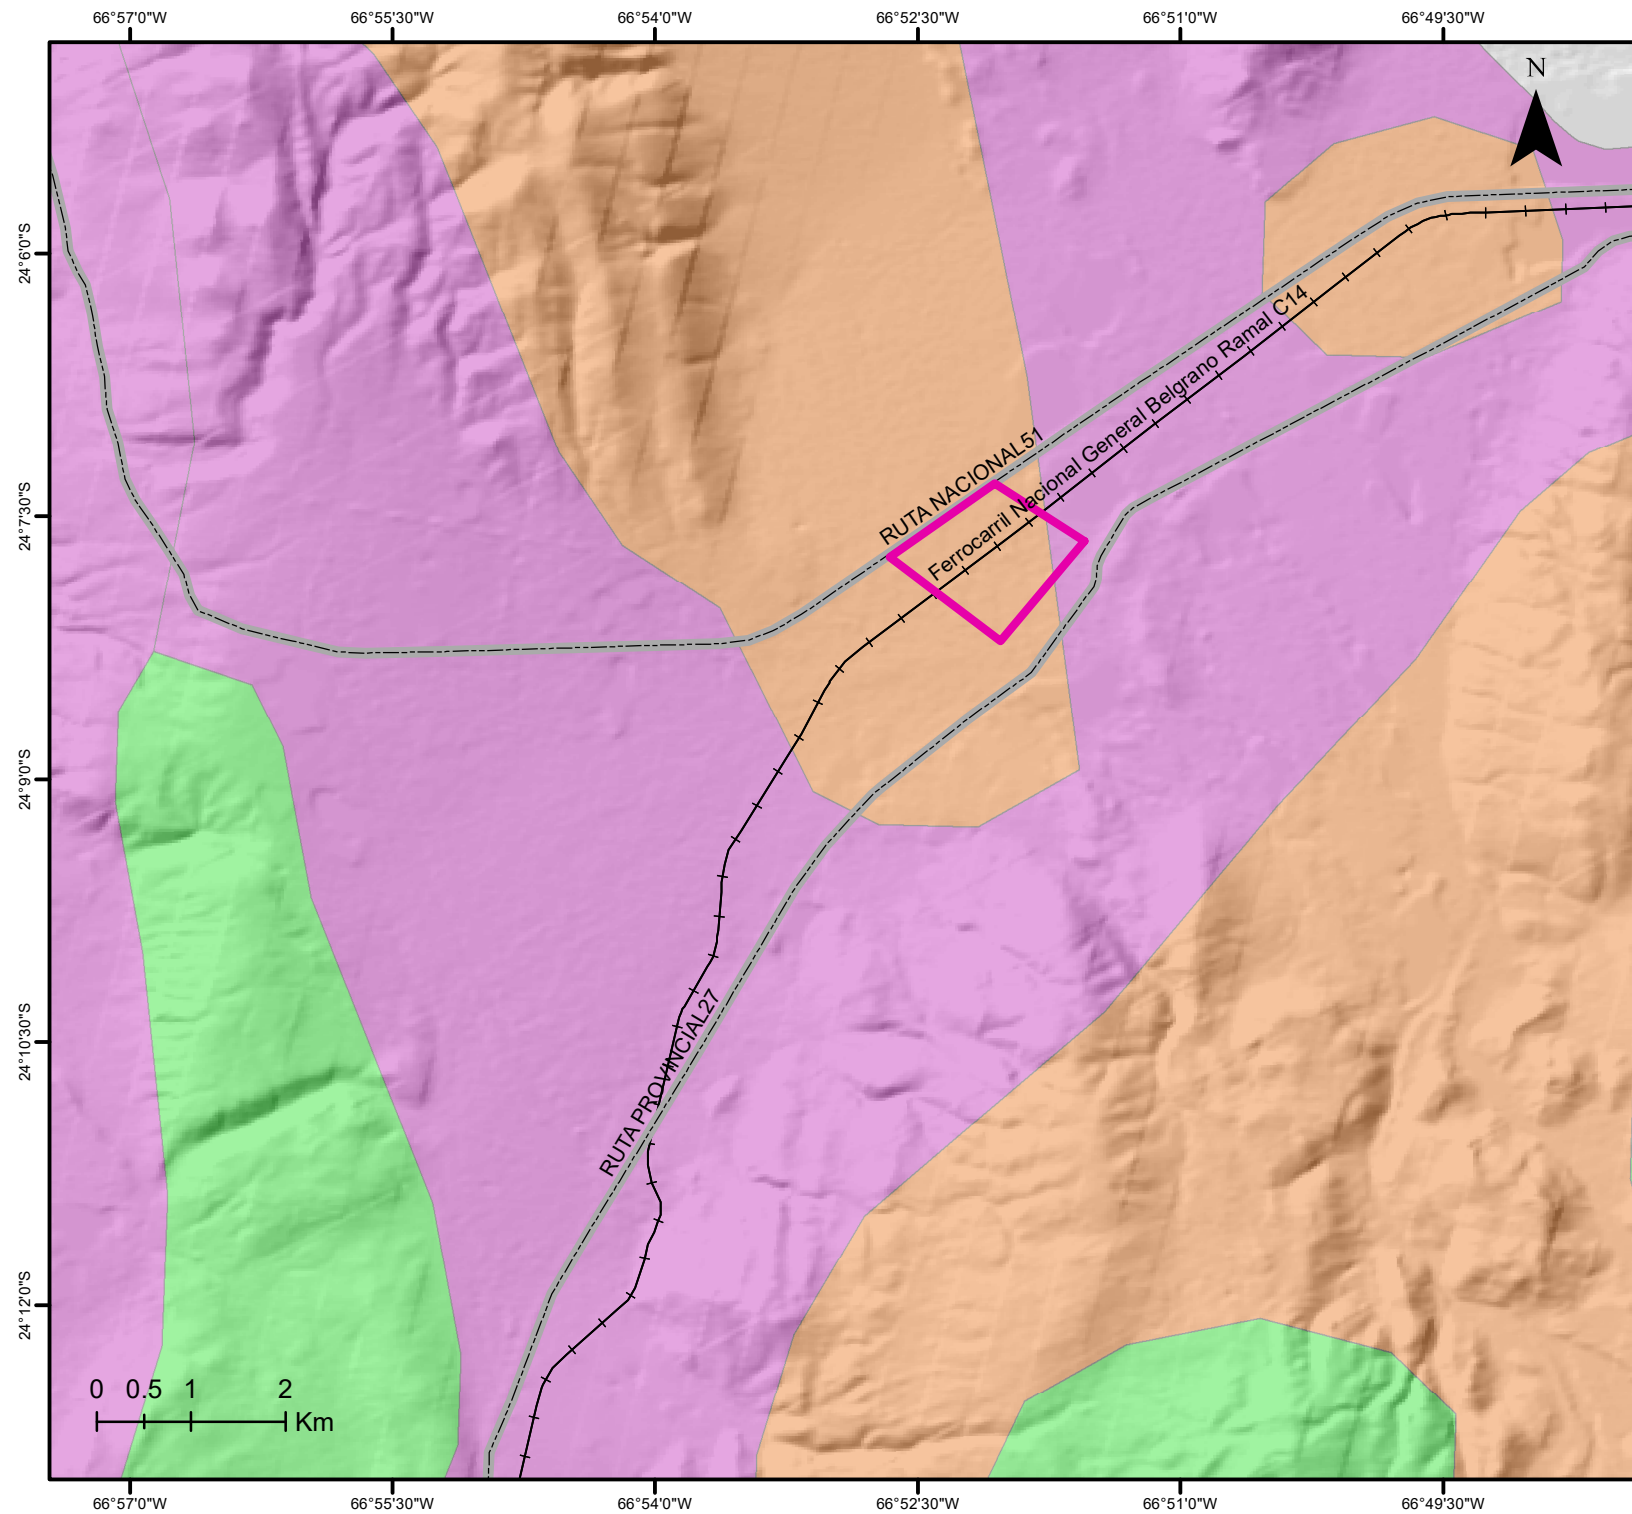 66°57'0"W 66°55'30"W 66°54'0"W 66°52'30"W 66°51'0"W 66°49'30"W
N
24°6'0"S
Ferrocarril Nacional General Belgrano Ramal C14
RUTA NACIONAL51
24°7'30"S
24°9'0"S
24°10'30"S
RUTA PROVINCIAL27
24°12'0"S
0 0.5 1 2
Km
66°57'0"W 66°55'30"W 66°54'0"W 66°52'30"W 66°51'0"W 66°49'30"W